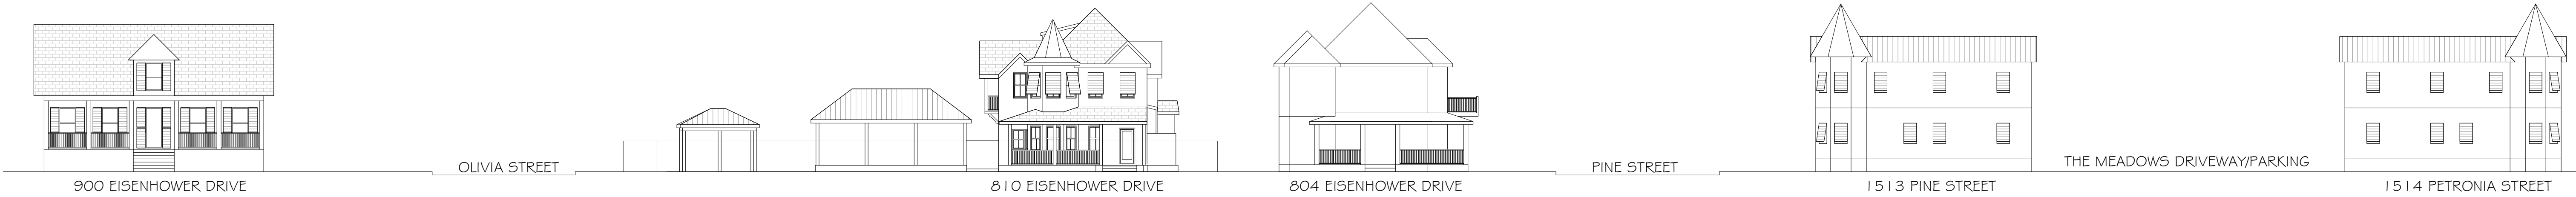 900 EISENHOWER DRIVE
OLIVIA STREET
810 EISENHOWER DRIVE
804 EISENHOWER DRIVE
PINE STREET
1513 PINE STREET
THE MEADOWS DRIVEWAY/PARKING
1514 PETRONIA STREET